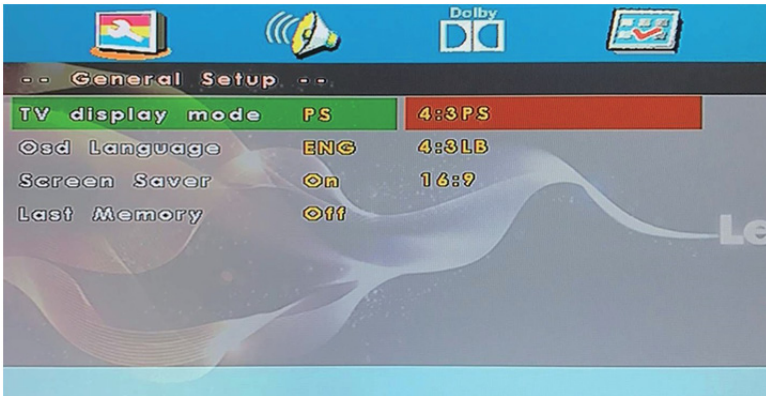 Dolby
-- General Setup --
TV display mode PS 4:3PS
Osd Language ENG 4:3LB
Screen Saver On 16:9
Last Memory Off
Le